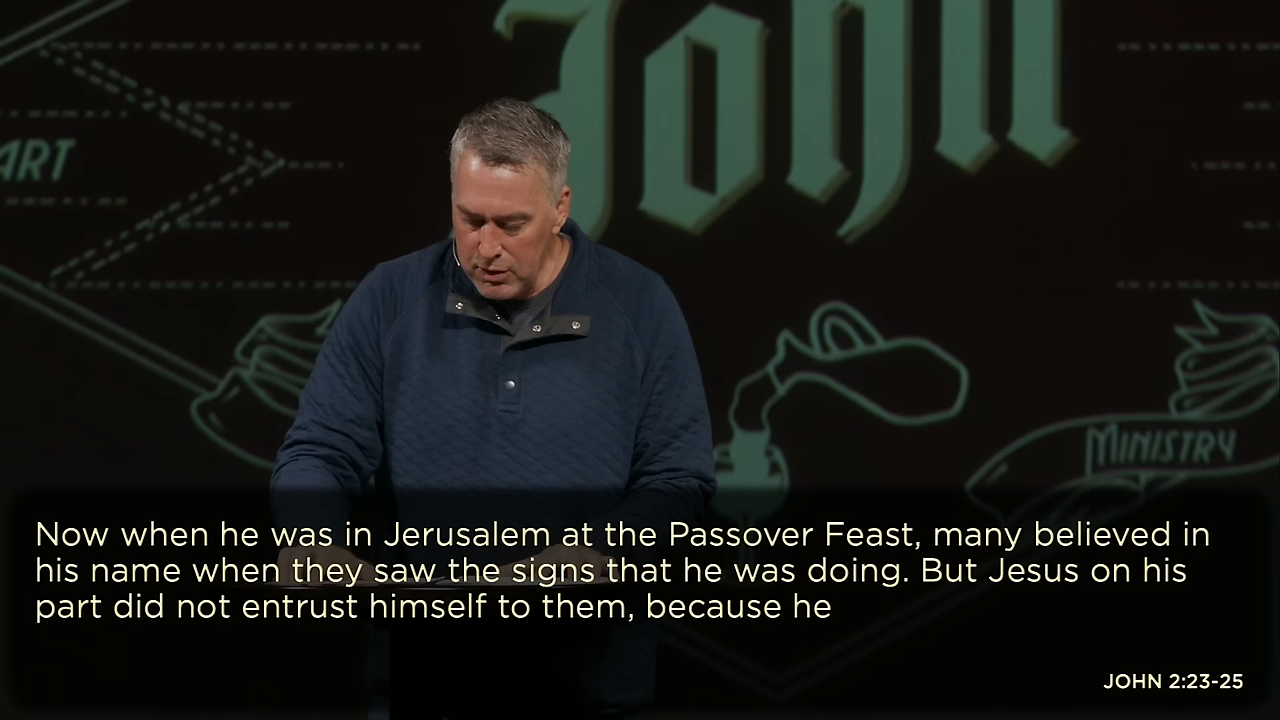 John
ART
MINISTRY
Now when he was in Jerusalem at the Passover Feast, many believed in
his name when they saw the signs that he was doing. But Jesus on his
part did not entrust himself to them, because he
JOHN 2:23-25